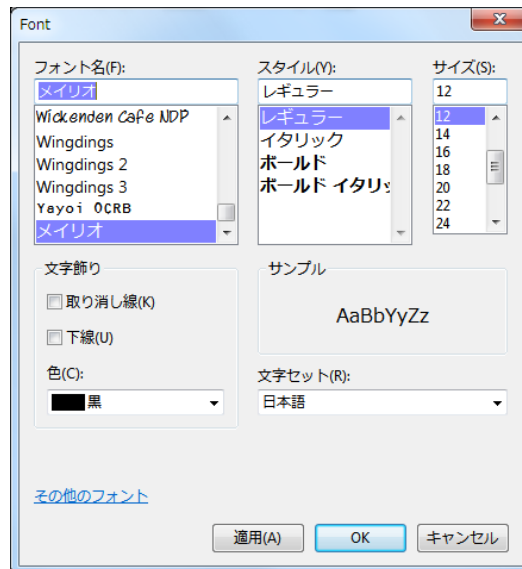 Font
フォント名(F):
スタイル(Y):
サイズ(S):
メイリオ
レギュラー
12
Wickenden Cafe NDP
Wingdings
Wingdings 2
Wingdings 3
Yayoi OCRB
メイリオ
レギュラー
イタリック
ボールド
ボールド イタリッ
12
14
16
18
20
22
24
文字飾り
取り消し線(K)
下線(U)
色(C):
黒
サンプル
AaBbYyZz
文字セット(R):
日本語
その他のフォント
適用(A)
OK
キャンセル